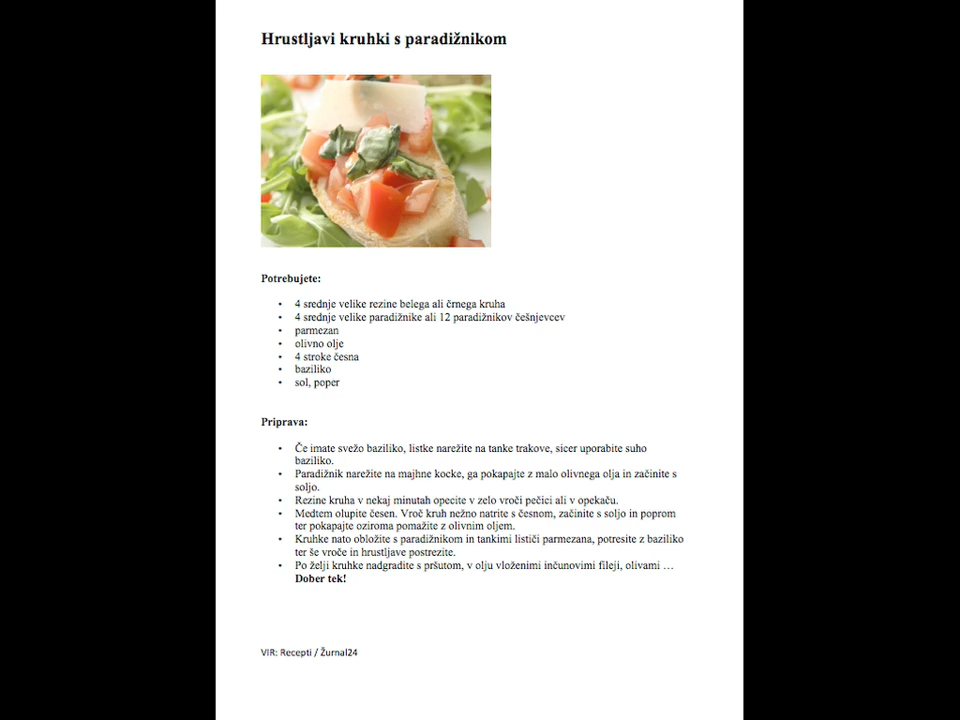 Hrustljavi kruhki s paradižnikom
Potrebujete:
• 4 srednje velike rezine belega ali črnega kruha
• 4 srednje velike paradižnike ali 12 paradižnikov češnjevcev
• parmezan
• olivno olje
• 4 stroke česna
• baziliko
• sol, poper
Priprava:
• Če imate svežo baziliko, listke narežite na tanke trakove, sicer uporabite suho
baziliko.
• Paradižnik narežite na majhne kocke, ga pokapajte z malo olivnega olja in začinite s
soljo.
• Rezine kruha v nekaj minutah opecite v zelo vroči pečici ali v opekaču.
• Medtem olupite česen. Vroč kruh nežno natrite s česnom, začinite s soljo in poprom
ter pokapajte oziroma pomažite z olivnim oljem.
• Kruhke nato obložite s paradižnikom in tankimi lističi parmezana, potresite z baziliko
ter še vroče in hrustljave postrezite.
• Po želji kruhke nadgradite s pršutom, v olju vloženimi inčunovimi fileji, olivami …
Dober tek!
VIR: Recepti / Žurnal24